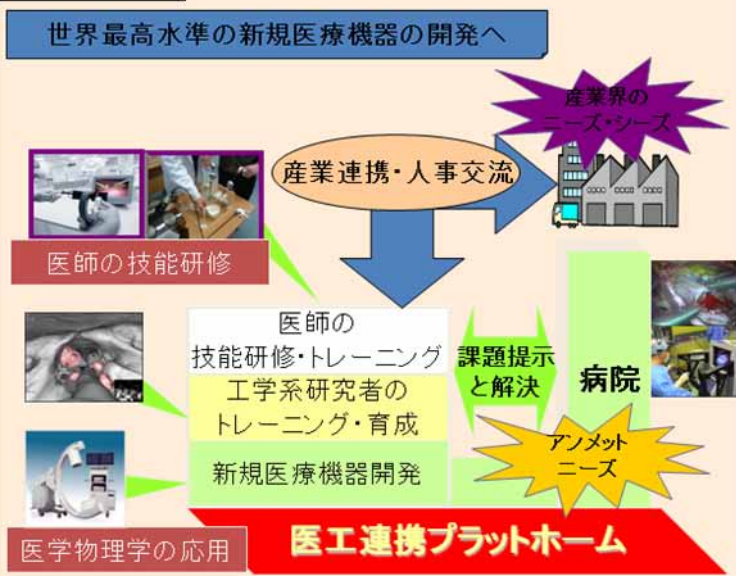 世界最高水準の新規医療機器の開発へ
産業界の
ニーズ・シーズ
産業連携・人事交流
医師の技能研修
医師の
技能研修・トレーニング
工学系研究者の
トレーニング・育成
新規医療機器開発
課題提示
と解決
病院
アンメット
ニーズ
医学物理学の応用
医工連携プラットホーム